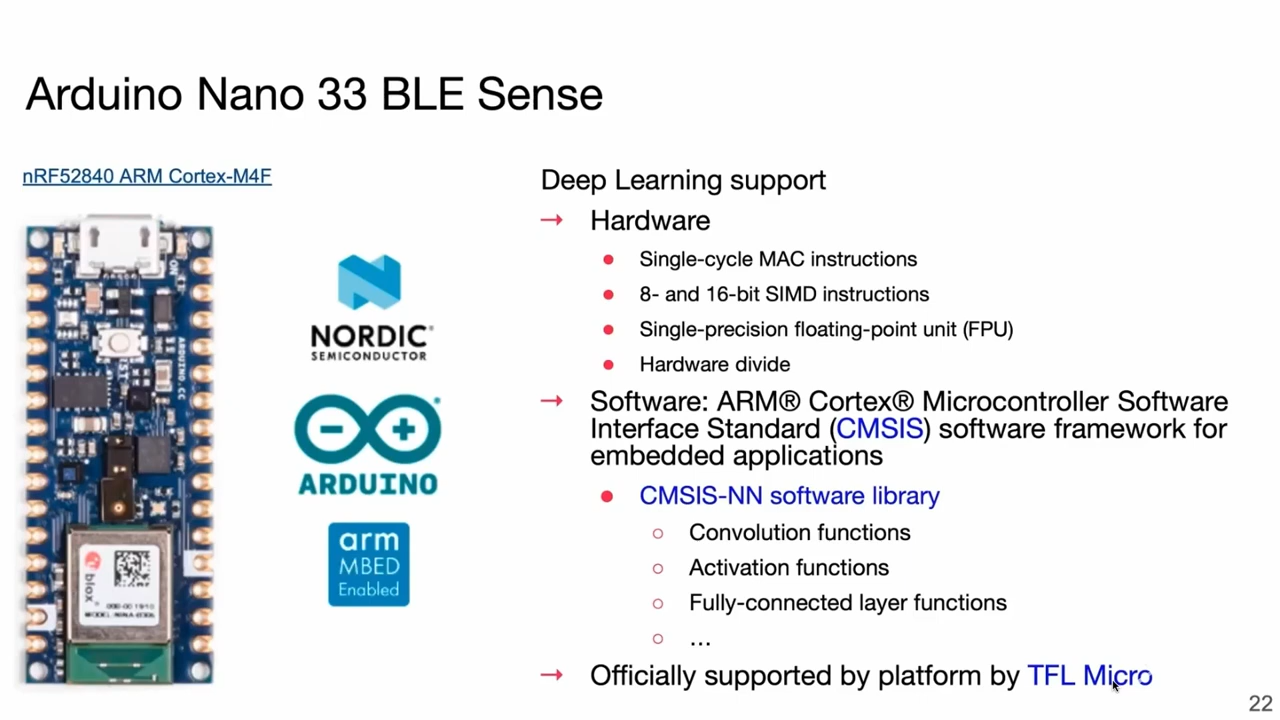 Arduino Nano 33 BLE Sense
nRF52840 ARM Cortex-M4F
NORDIC®
SEMICONDUCTOR
ARDUINO
arm
MBED
Enabled
ARDUINO.CC
blox
Deep Learning support
→ Hardware
● Single-cycle MAC instructions
● 8- and 16-bit SIMD instructions
● Single-precision floating-point unit (FPU)
● Hardware divide
→ Software: ARM® Cortex® Microcontroller Software
Interface Standard (CMSIS) software framework for
embedded applications
● CMSIS-NN software library
○ Convolution functions
○ Activation functions
○ Fully-connected layer functions
○ ...
→ Officially supported by platform by TFL Micro
22